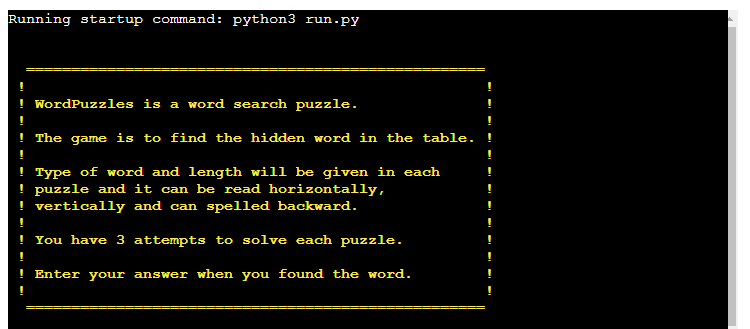 Running startup command: python3 run.py
===================================================
! !
! WordPuzzles is a word search puzzle. !
! !
! The game is to find the hidden word in the table. !
! !
! Type of word and length will be given in each !
! puzzle and it can be read horizontally, !
! vertically and can spelled backward. !
! !
! You have 3 attempts to solve each puzzle. !
! !
! Enter your answer when you found the word. !
! !
===================================================